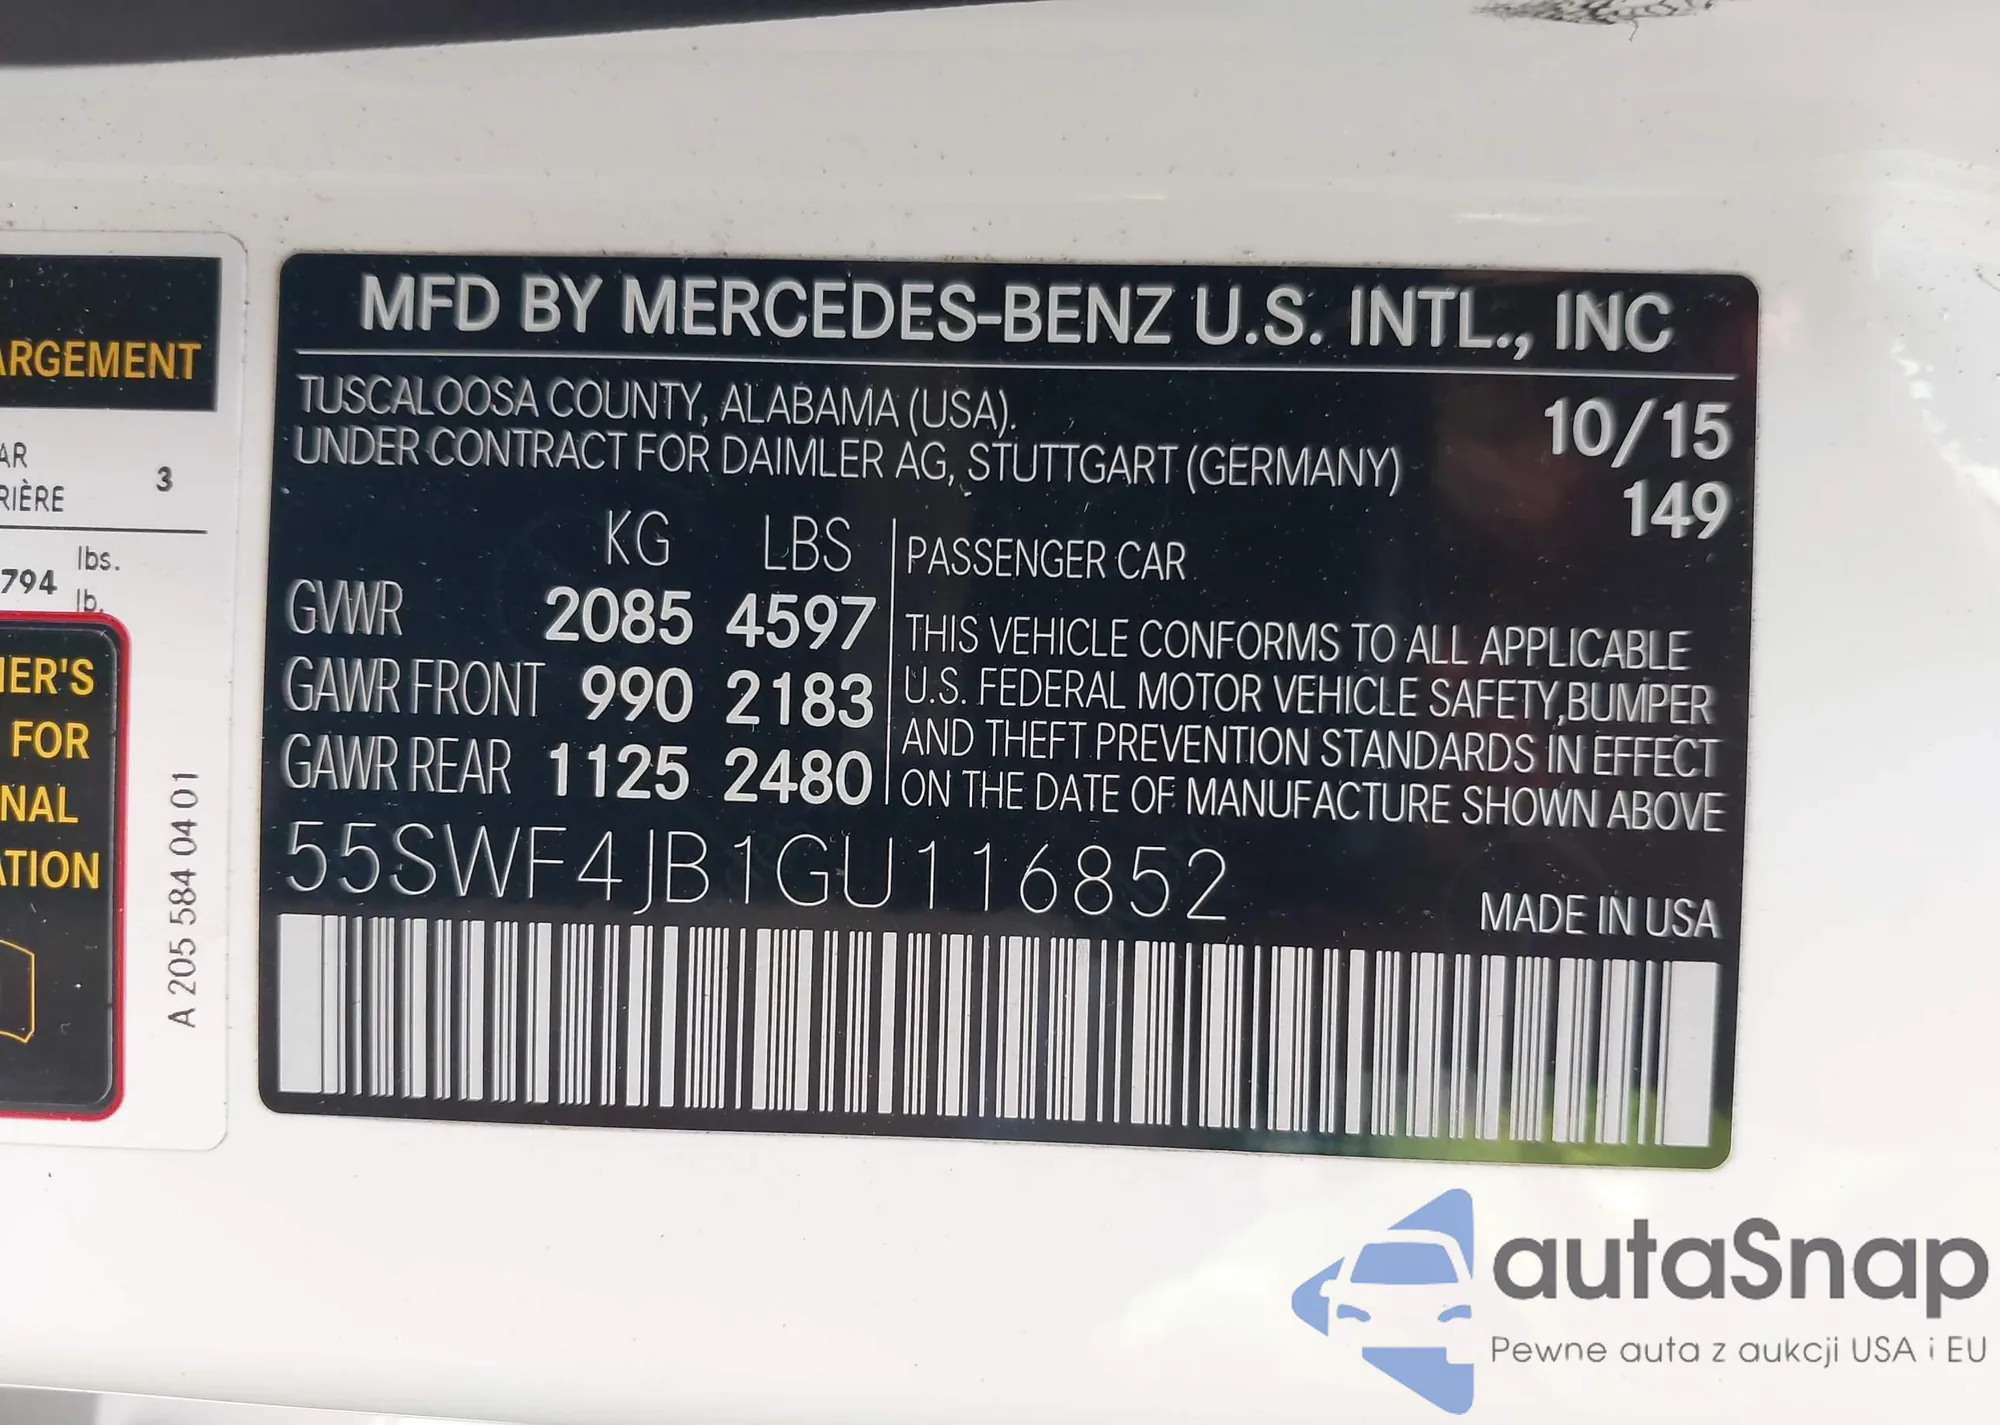 ARGEMENT
AR
RIÈRE
3
794
lbs.
lb.
IER'S
FOR
NAL
ATION
A 205 584 04 01
MFD BY MERCEDES-BENZ U.S. INTL., INC
TUSCALOOSA COUNTY, ALABAMA (USA).
UNDER CONTRACT FOR DAIMLER AG, STUTTGART (GERMANY)
10/15
149
KG LBS
GVWR 2085 4597
GAWR FRONT 990 2183
GAWR REAR 1125 2480
PASSENGER CAR
THIS VEHICLE CONFORMS TO ALL APPLICABLE
U.S. FEDERAL MOTOR VEHICLE SAFETY,BUMPER
AND THEFT PREVENTION STANDARDS IN EFFECT
ON THE DATE OF MANUFACTURE SHOWN ABOVE
55SWF4JB1GU116852
MADE IN USA
autaSnap
Pewne auta z aukcji USA i EU